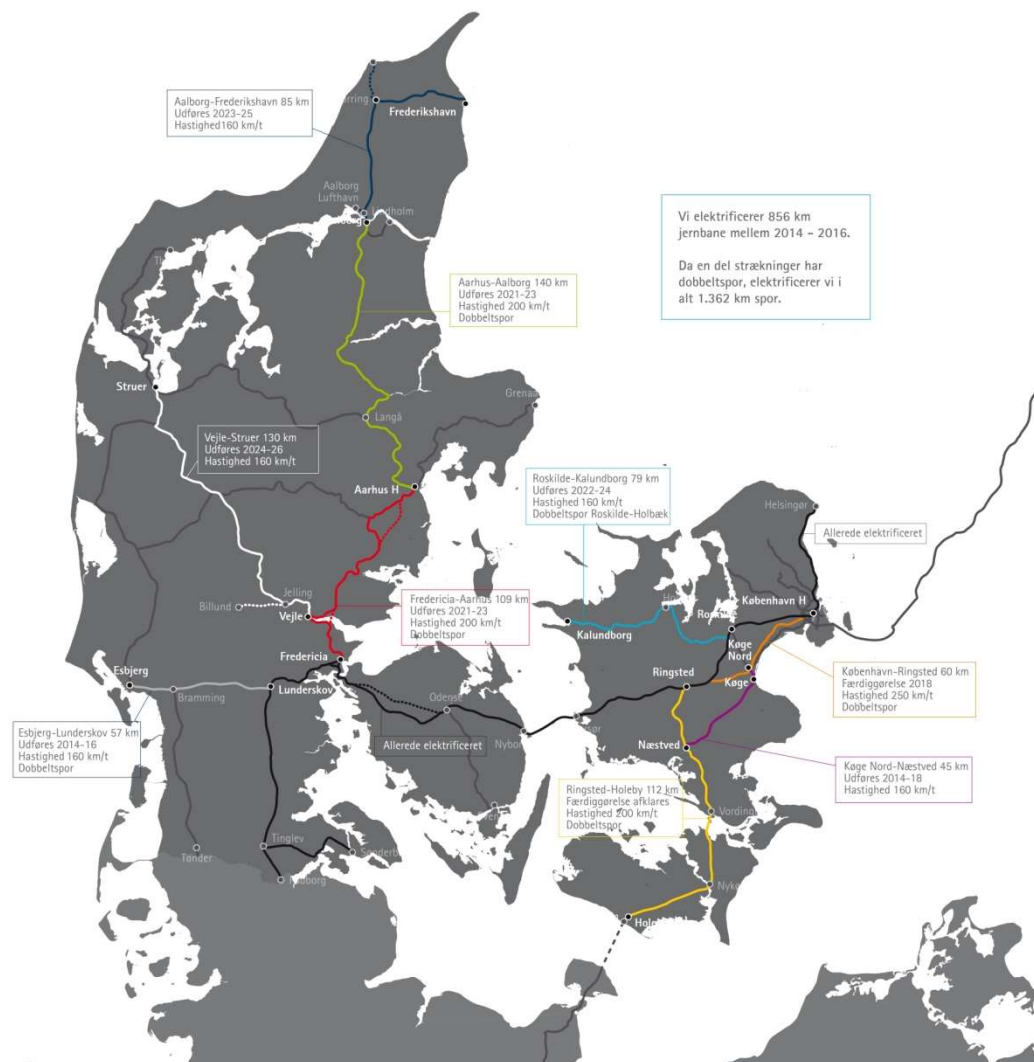 Aalborg-Frederikshavn 85 km
Udføres 2023-25
Hastighed160 km/t
Frederikshavn
Aalborg
Lufthavn
Vi elektrificerer 856 km
jernbane mellem 2014 - 2016.
Da en del strækninger har
dobbeltspor, elektrificerer vi i
alt 1.362 km spor.
Aarhus-Aalborg 140 km
Udføres 2021-23
Hastighed 200 km/t
Dobbeltspor
Struer
Langå
Vejle-Struer 130 km
Udføres 2024-26
Hastighed 160 km/t
Aarhus H
Roskilde-Kalundborg 79 km
Udføres 2022-24
Hastighed 160 km/t
Dobbeltspor Roskilde-Holbæk
Helsingør
Allerede elektrificeret
Jelling
Billund
Vejle
Fredericia-Aarhus 109 km
Udføres 2021-23
Hastighed 200 km/t
Dobbeltspor
København H
Kalundborg
Køge
Nord
Fredericia
Ringsted
Køge
København-Ringsted 60 km
Færdiggørelse 2018
Hastighed 250 km/t
Dobbeltspor
Esbjerg
Bramming
Lunderskov
Odense
Esbjerg-Lunderskov 57 km
Udføres 2014-16
Hastighed 160 km/t
Dobbeltspor
Allerede elektrificeret
Næstved
Køge Nord-Næstved 45 km
Udføres 2014-18
Hastighed 160 km/t
Ringsted-Holeby 112 km
Færdiggørelse afklares
Hastighed 200 km/t
Dobbeltspor
Tinglev
Tønder